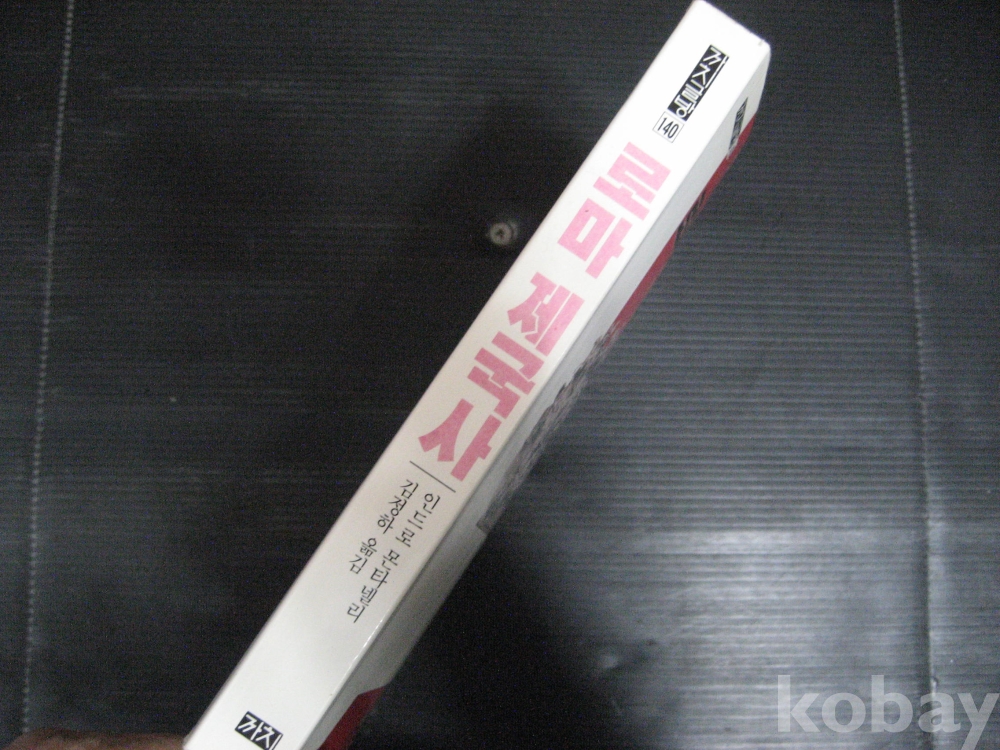 까치글방
140
로마 제국사
인드로 몬타넬리
김정하 옮김
까치
kobay